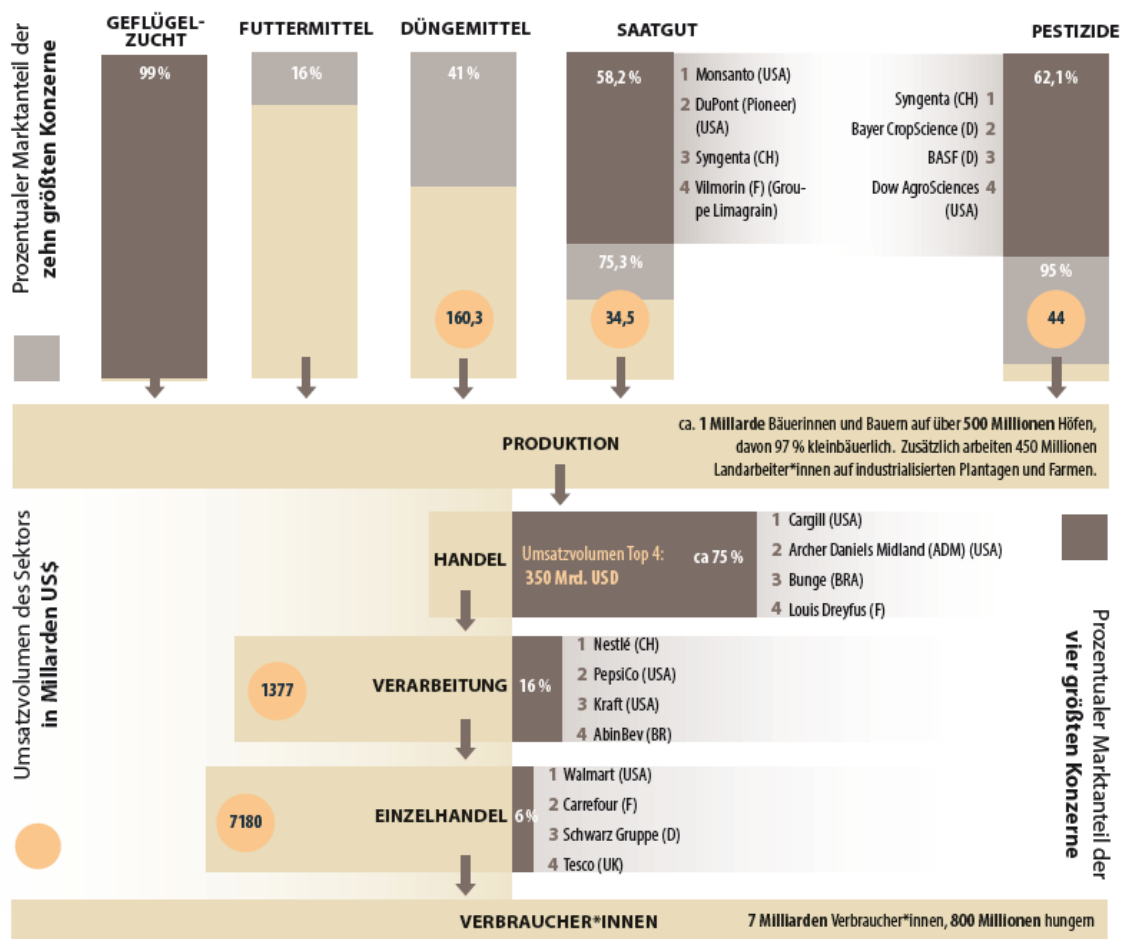 GEFLÜGEL-
ZUCHT
FUTTERMITTEL
DÜNGEMITTEL
SAATGUT
PESTIZIDE
Prozentualer Marktanteil der
zehn größten Konzerne
99 %
16 %
41 %
58,2 %
1 Monsanto (USA)
2 DuPont (Pioneer)
(USA)
3 Syngenta (CH)
4 Vilmorin (F) (Grou-
pe Limagrain)
75,3 %
Syngenta (CH) 1
Bayer CropScience (D) 2
BASF (D) 3
Dow AgroSciences 4
(USA)
62,1 %
95 %
160,3
34,5
44
PRODUKTION
ca. 1 Millarde Bäuerinnen und Bauern auf über 500 Millionen Höfen,
davon 97 % kleinbäuerlich. Zusätzlich arbeiten 450 Millionen
Landarbeiter*innen auf industrialisierten Plantagen und Farmen.
Umsatzvolumen des Sektors
in Millarden US$
HANDEL
Umsatzvolumen Top 4:
350 Mrd. USD
ca 75 %
1 Cargill (USA)
2 Archer Daniels Midland (ADM) (USA)
3 Bunge (BRA)
4 Louis Dreyfus (F)
1377
VERARBEITUNG
16 %
1 Nestlé (CH)
2 PepsiCo (USA)
3 Kraft (USA)
4 AbinBev (BR)
7180
EINZELHANDEL
6 %
1 Walmart (USA)
2 Carrefour (F)
3 Schwarz Gruppe (D)
4 Tesco (UK)
Prozentualer Marktanteil der
vier größten Konzerne
VERBRAUCHER*INNEN
7 Milliarden Verbraucher*innen, 800 Millionen hungern